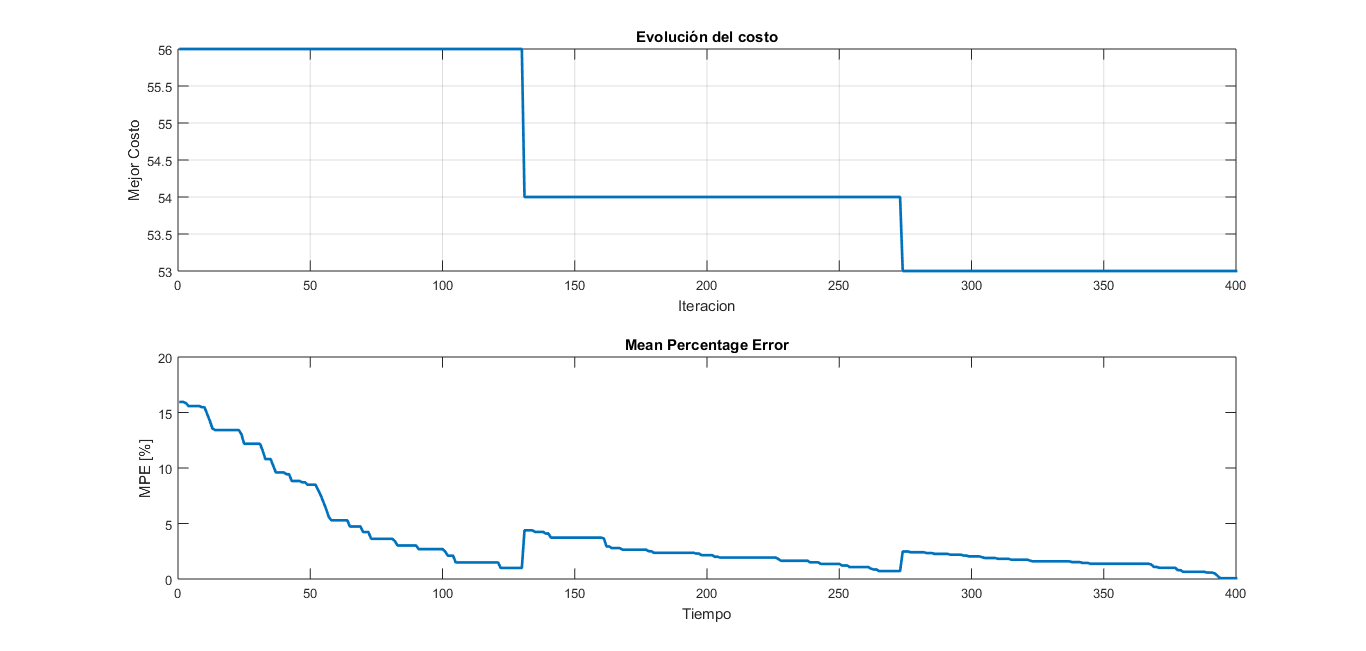 Evolución del costo
56
55.5
55
54.5
54
53.5
53
Mejor Costo
0 50 100 150 200 250 300 350 400
Iteracion
Mean Percentage Error
20
15
10
5
0
MPE [%]
0 50 100 150 200 250 300 350 400
Tiempo